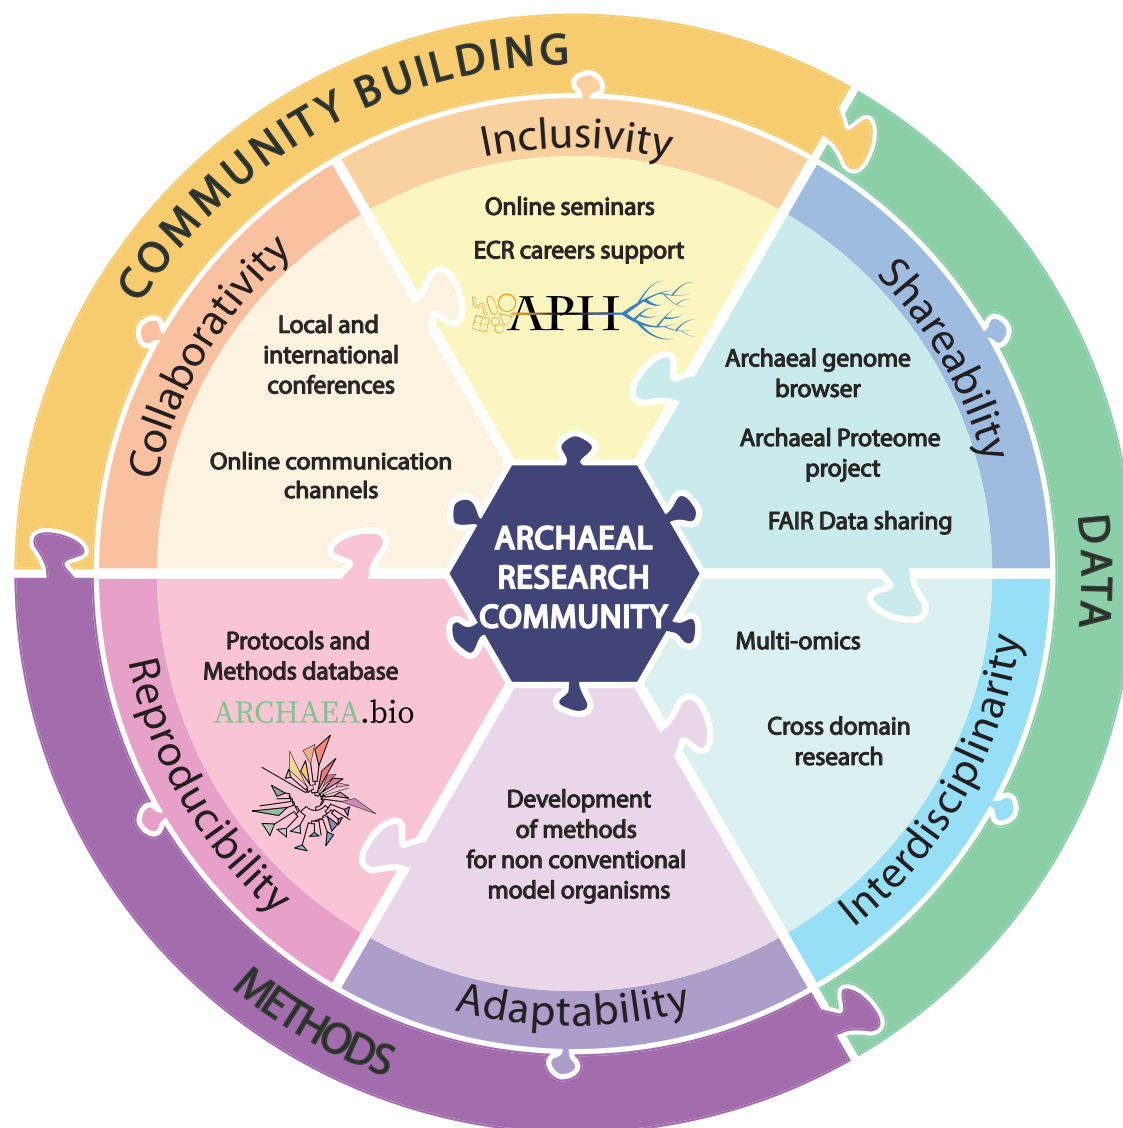 COMMUNITY BUILDING
Inclusivity
Online seminars
ECR careers support
APH
Collaborativity
Local and
international
conferences
Online communication
channels
Shareability
Archaeal genome
browser
Archaeal Proteome
project
FAIR Data sharing
DATA
ARCHAEAL
RESEARCH
COMMUNITY
Reproducibility
Protocols and
Methods database
ARCHAEA.bio
Multi-omics
Cross domain
research
Interdisciplinarity
Development
of methods
for non conventional
model organisms
Adaptability
METHODS